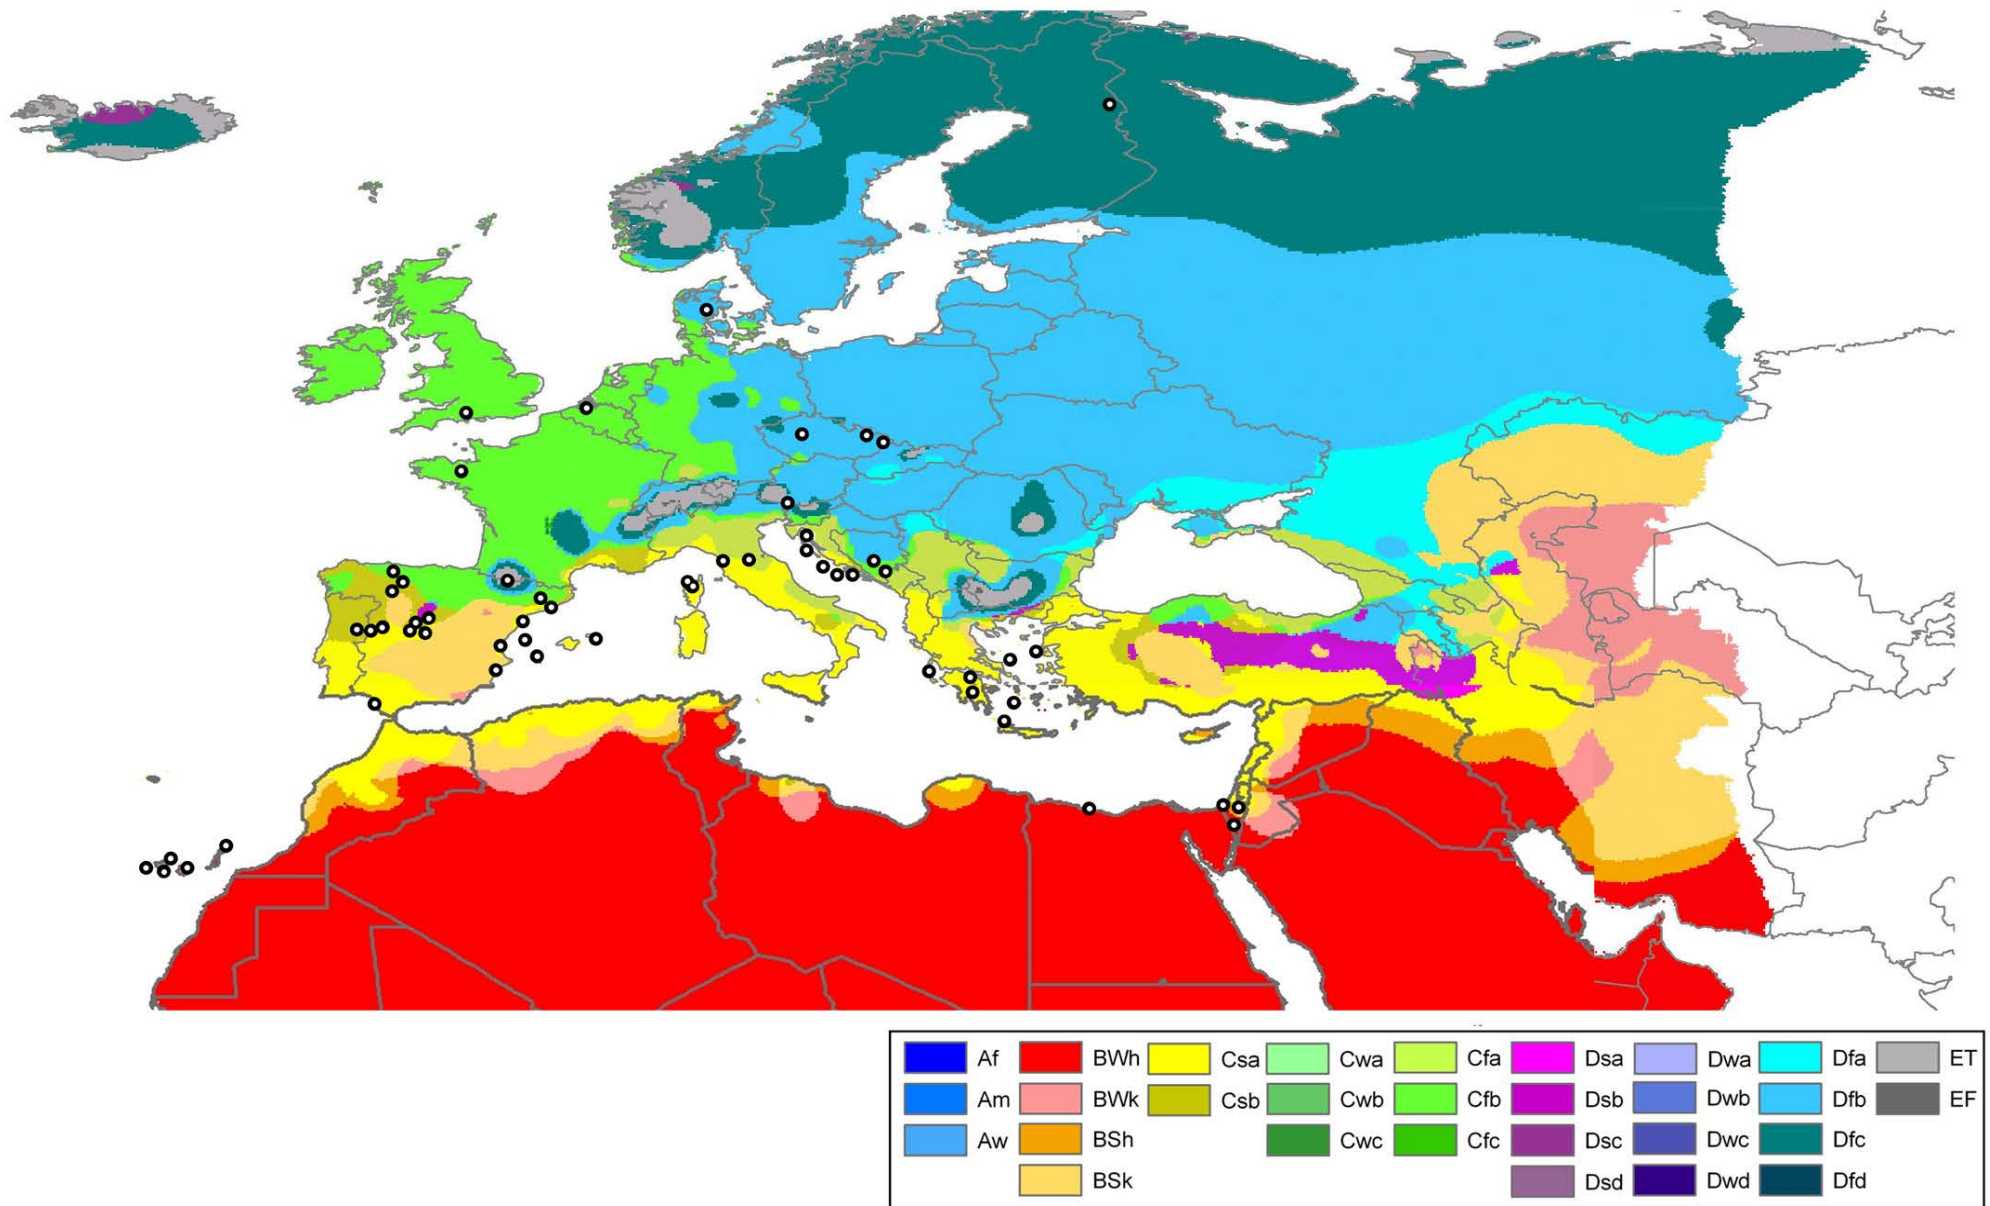 Af BWh Csa Cwa Cfa Dsa Dwa Dfa ET
Am BWk Csb Cwb Cfb Dsb Dwb Dfb EF
Aw BSh Cwc Cfc Dsc Dwc Dfc
BSk Dsd Dwd Dfd